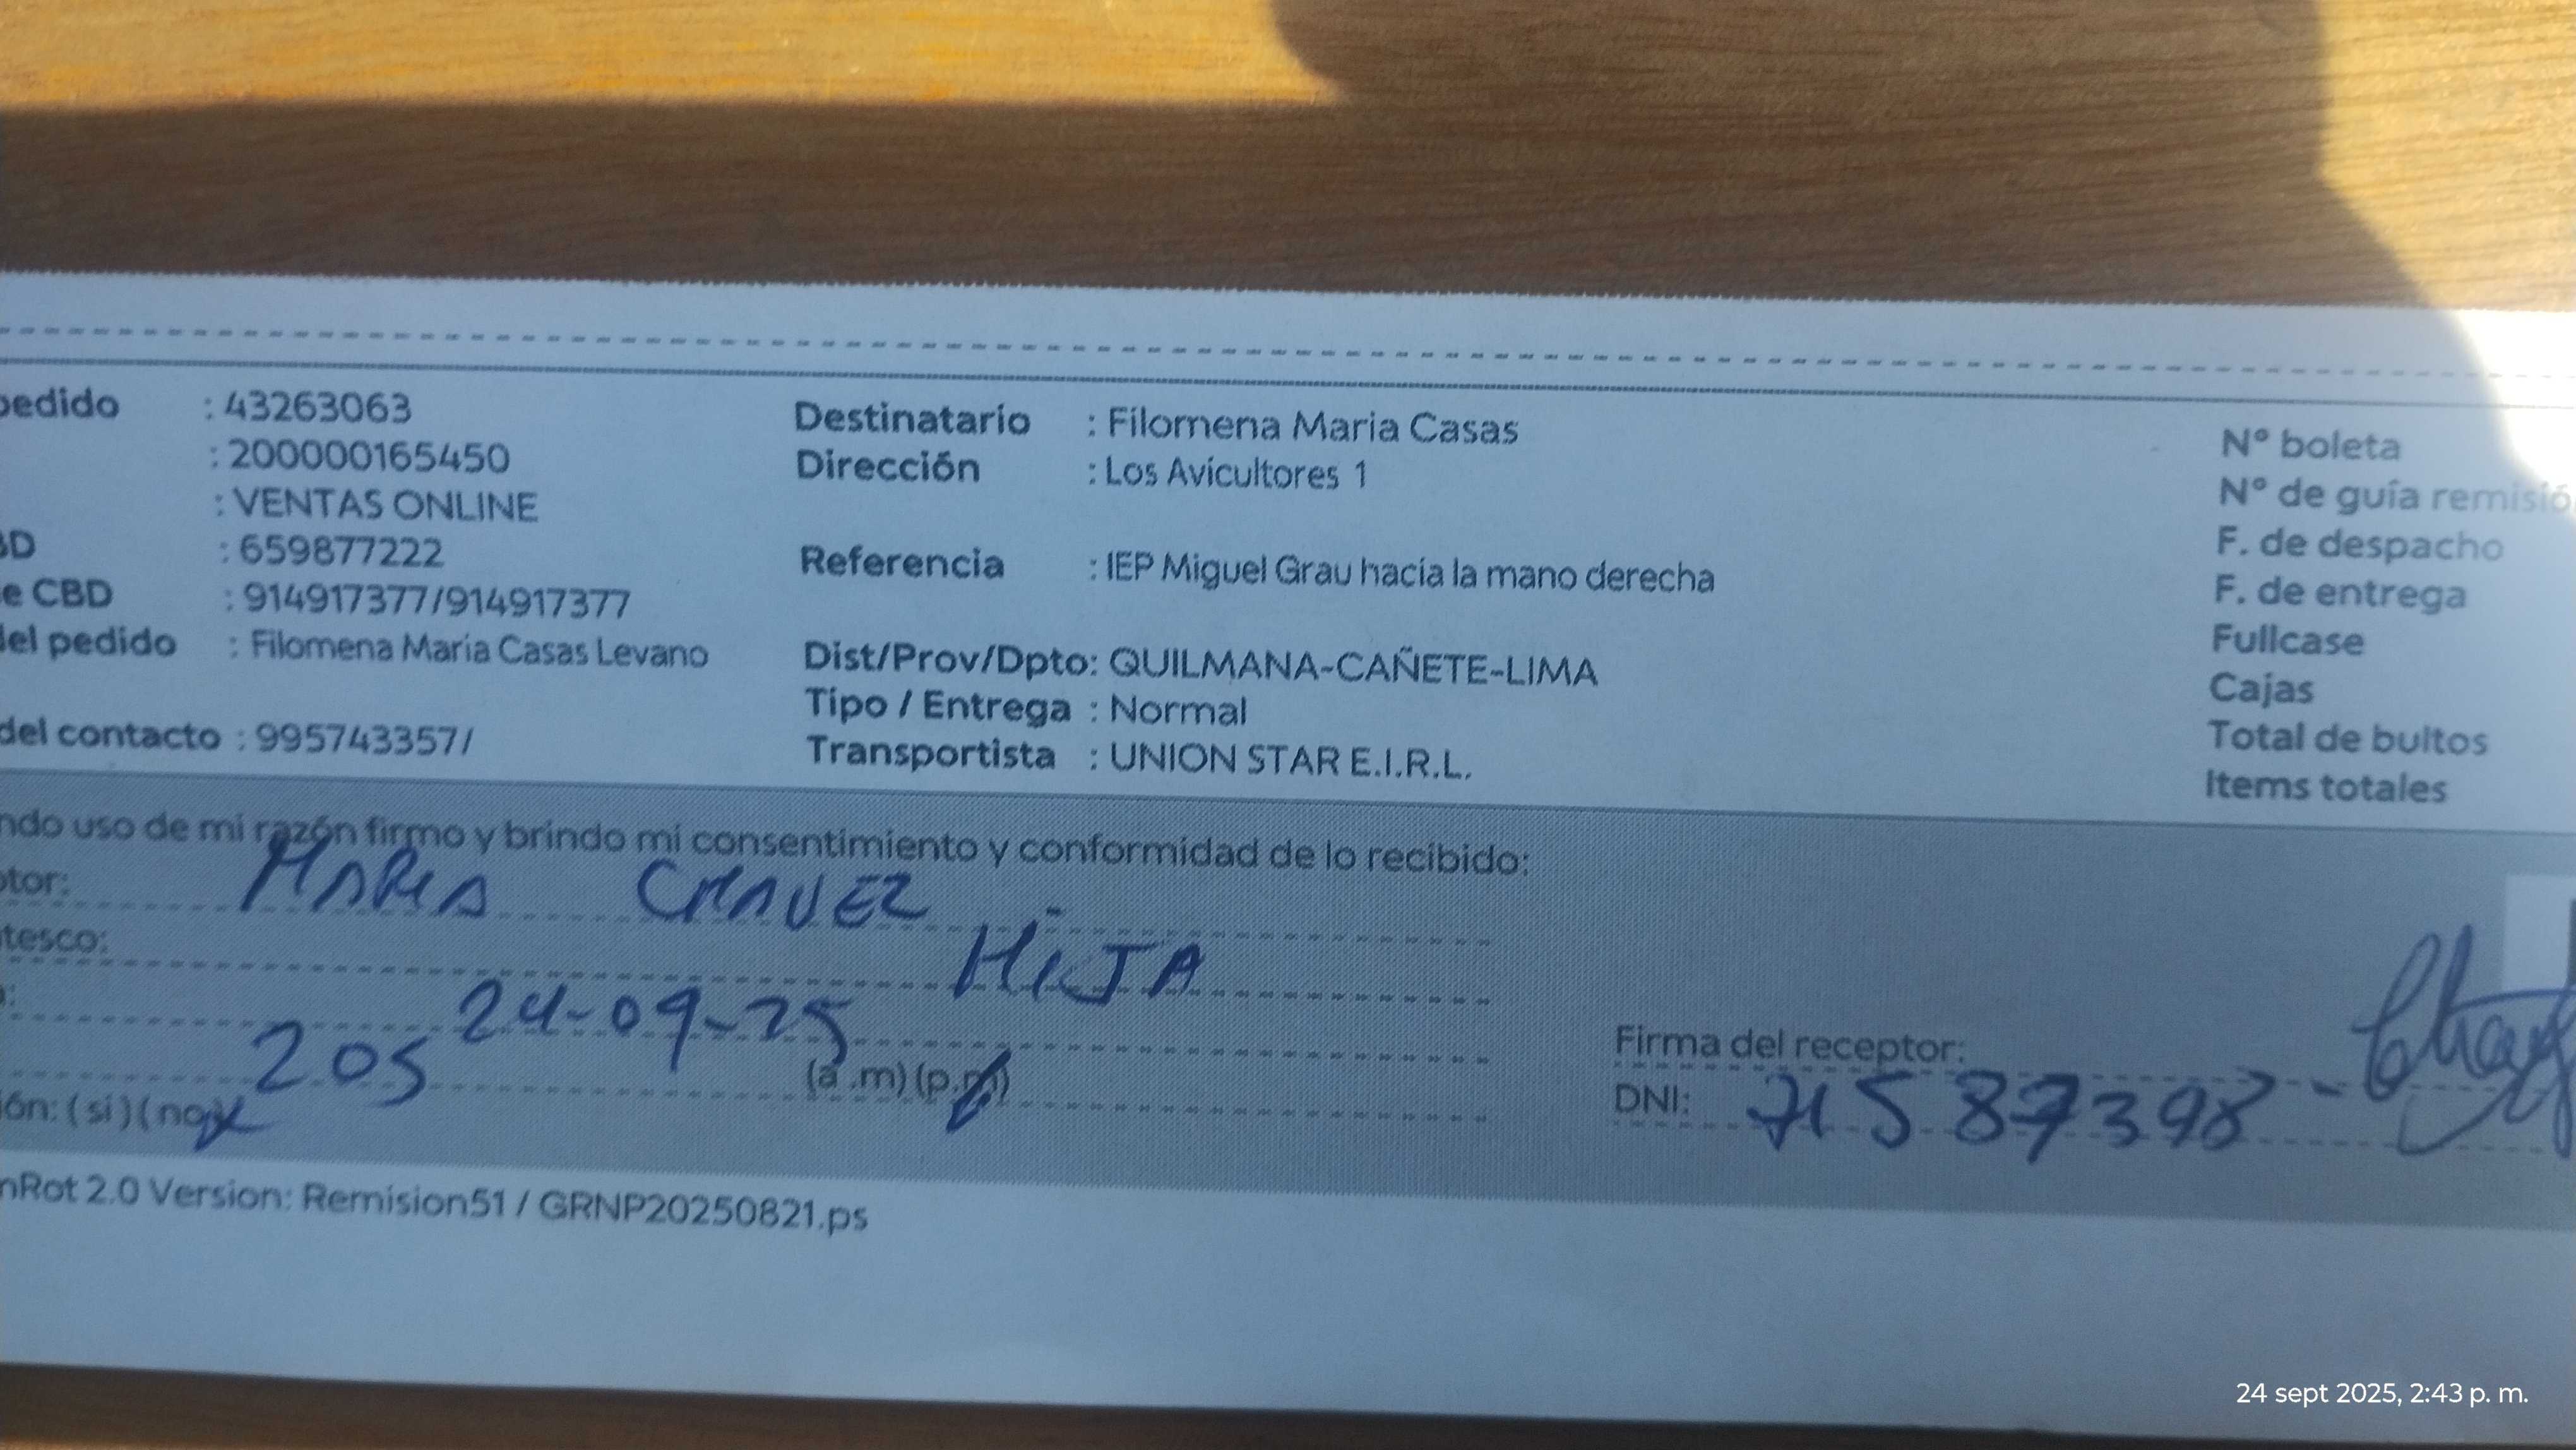 pedido : 43263063
: 200000165450
: VENTAS ONLINE
BD : 659877222
e CBD : 914917377/914917377
del pedido : Filomena Maria Casas Levano
del contacto : 995743357/
Destinatario : Filomena Maria Casas
Dirección : Los Avicultores 1
Referencia : IEP Miguel Grau hacia la mano derecha
Dist/Prov/Dpto: QUILMANA-CAÑETE-LIMA
Tipo / Entrega : Normal
Transportista : UNION STAR E.I.R.L.
Nº boleta
Nº de guía remisió
F. de despacho
F. de entrega
Fullcase
Cajas
Total de bultos
Items totales
ndo uso de mi razón firmo y brindo mi consentimiento y conformidad de lo recibido:
ptor: MARIA CHAVEZ
tesco: HIJA
o: 24-09-25
205 (a.m) (p.m)
ión: (si) (no)
Firma del receptor:
DNI: 71587398 -
nRot 2.0 Version: Remision51 / GRNP20250821.ps
24 sept 2025, 2:43 p. m.